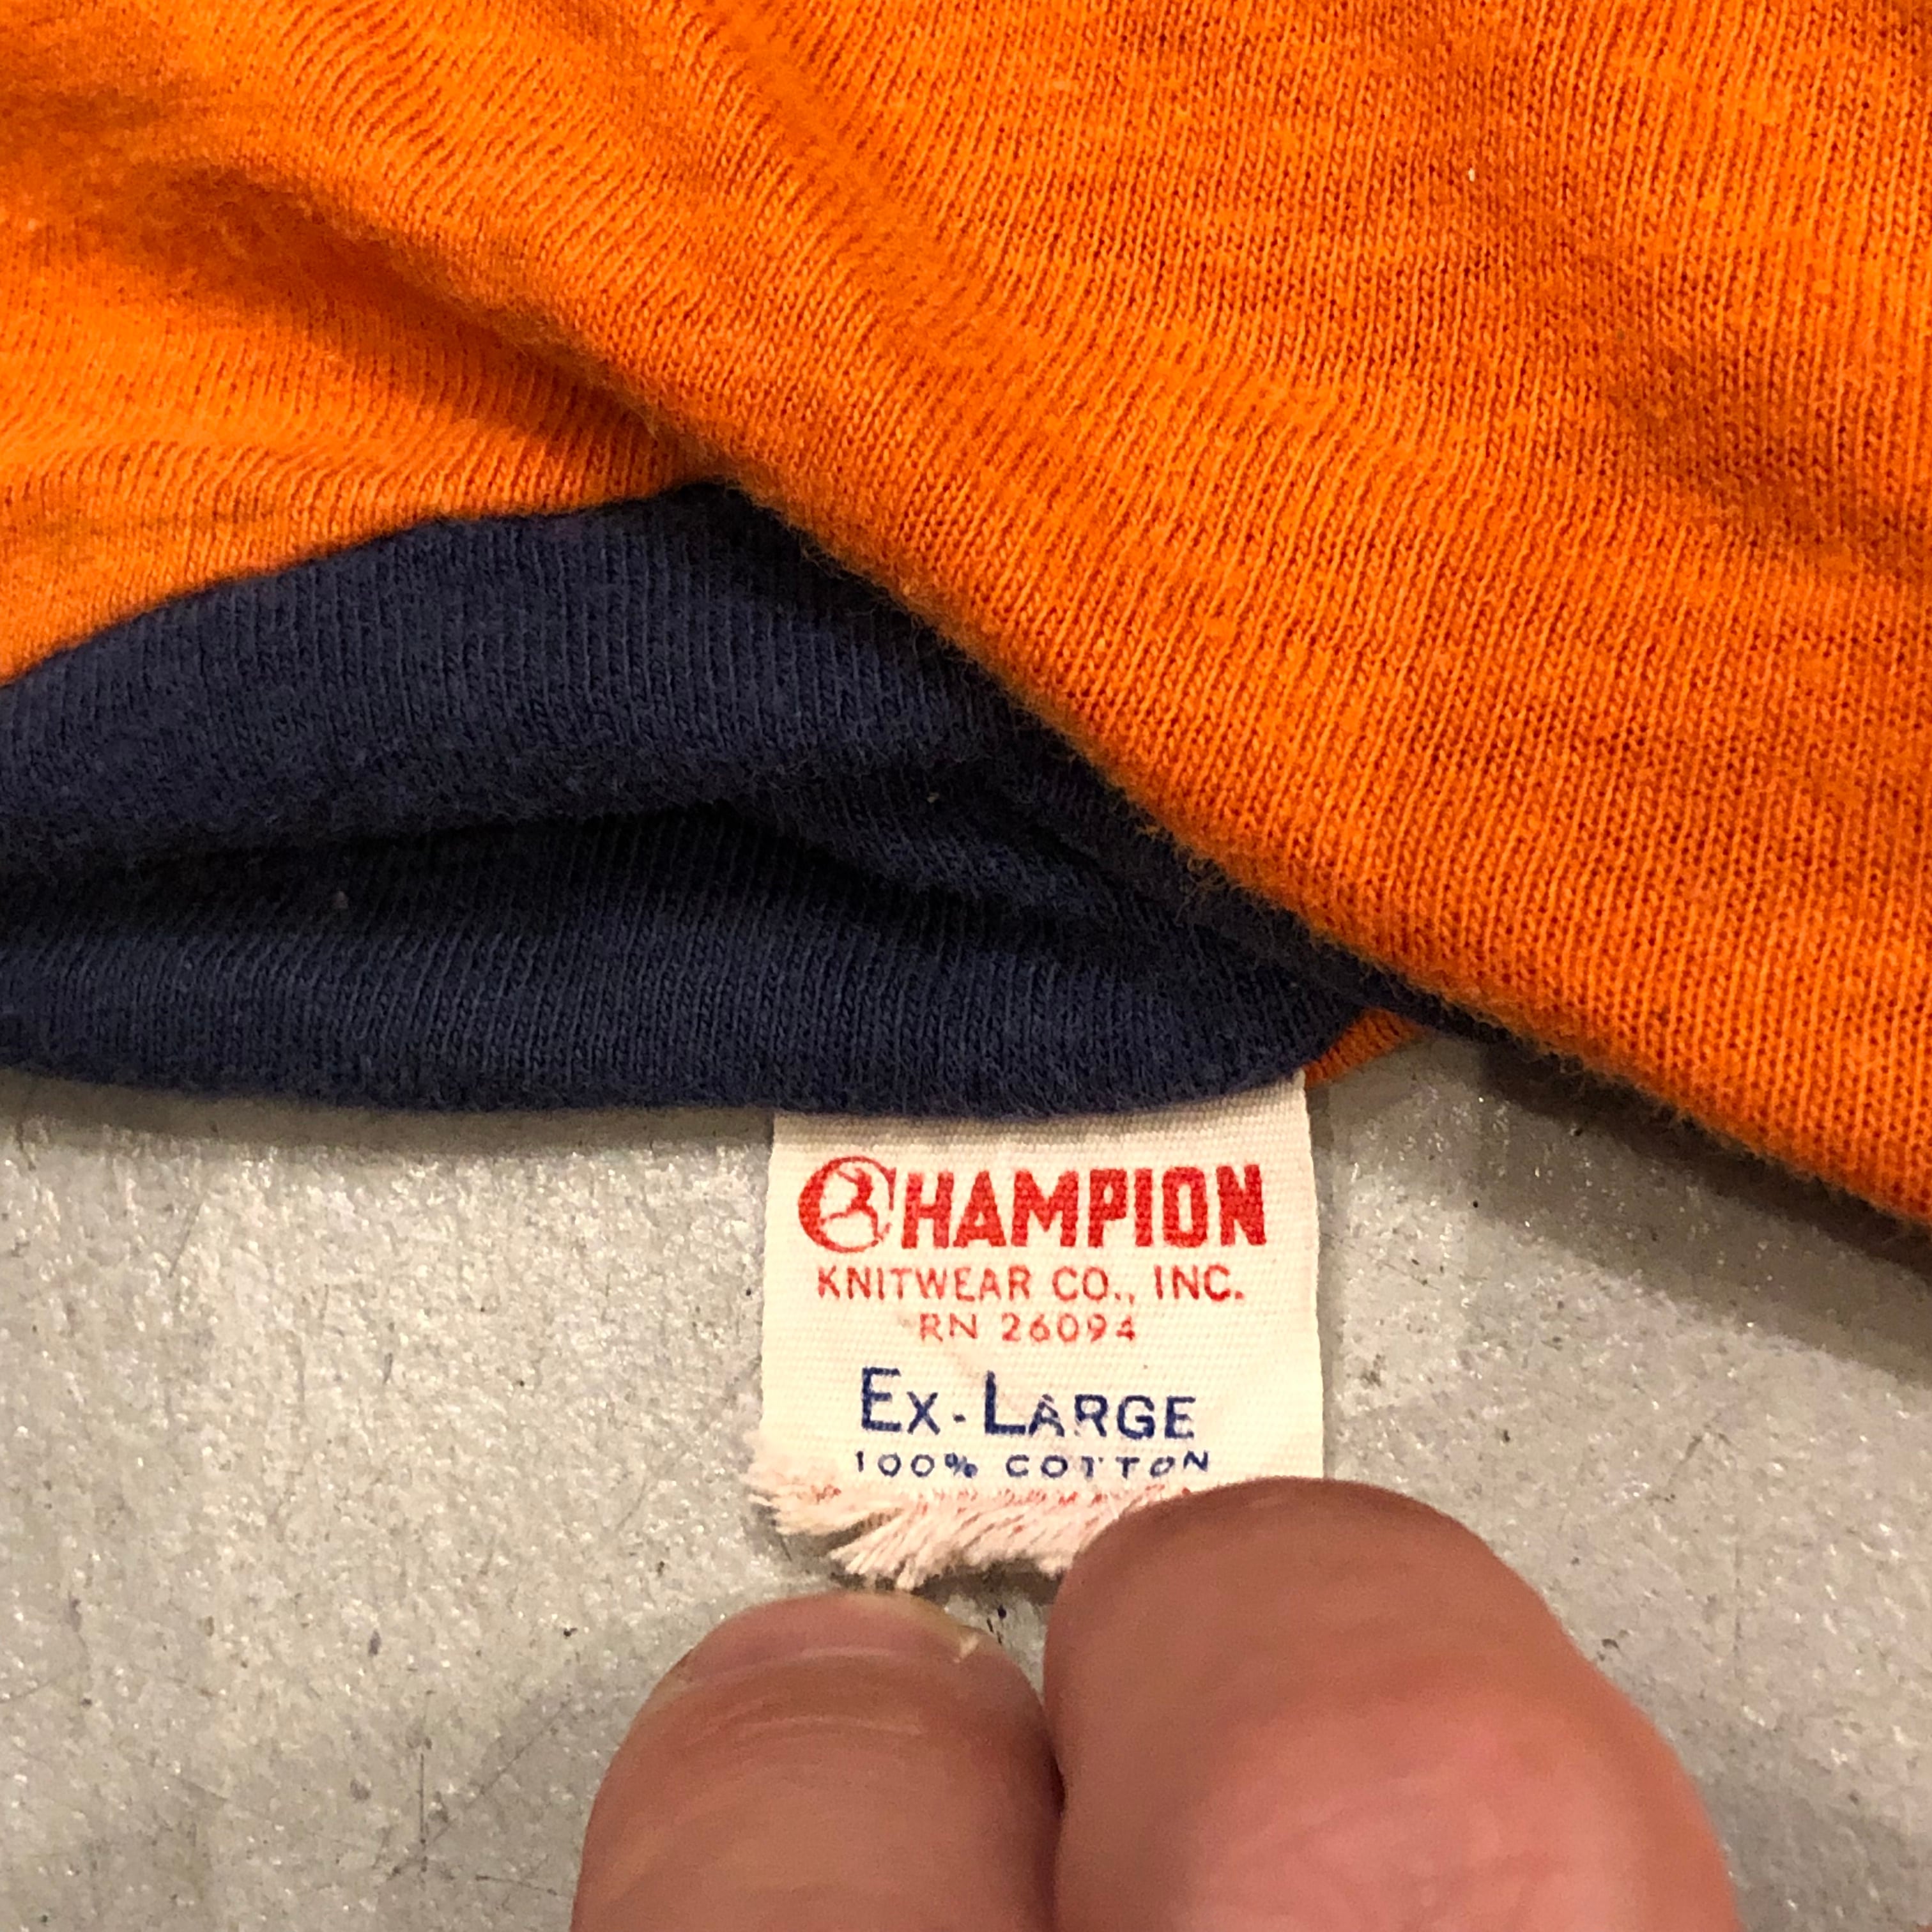 CHAMPION
KNITWEAR CO., INC.
RN 26094
EX-LARGE
100% COTTON